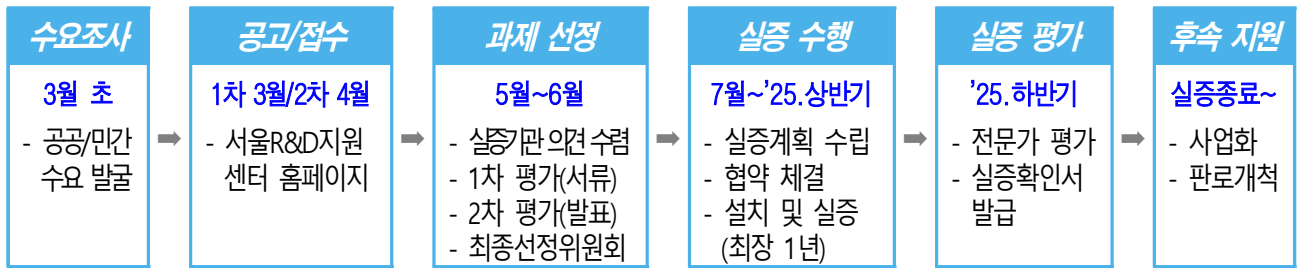 수요조사
3월 초
- 공공/민간
수요 발굴
➡
공고/접수
1차 3월/2차 4월
- 서울R&D지원
센터 홈페이지
➡
과제 선정
5월~6월
- 실증기관 의견 수렴
- 1차 평가(서류)
- 2차 평가(발표)
- 최종선정위원회
➡
실증 수행
7월~’25.상반기
- 실증계획 수립
- 협약 체결
- 설치 및 실증
(최장 1년)
➡
실증 평가
’25.하반기
- 전문가 평가
- 실증확인서
발급
➡
후속 지원
실증종료~
- 사업화
- 판로개척